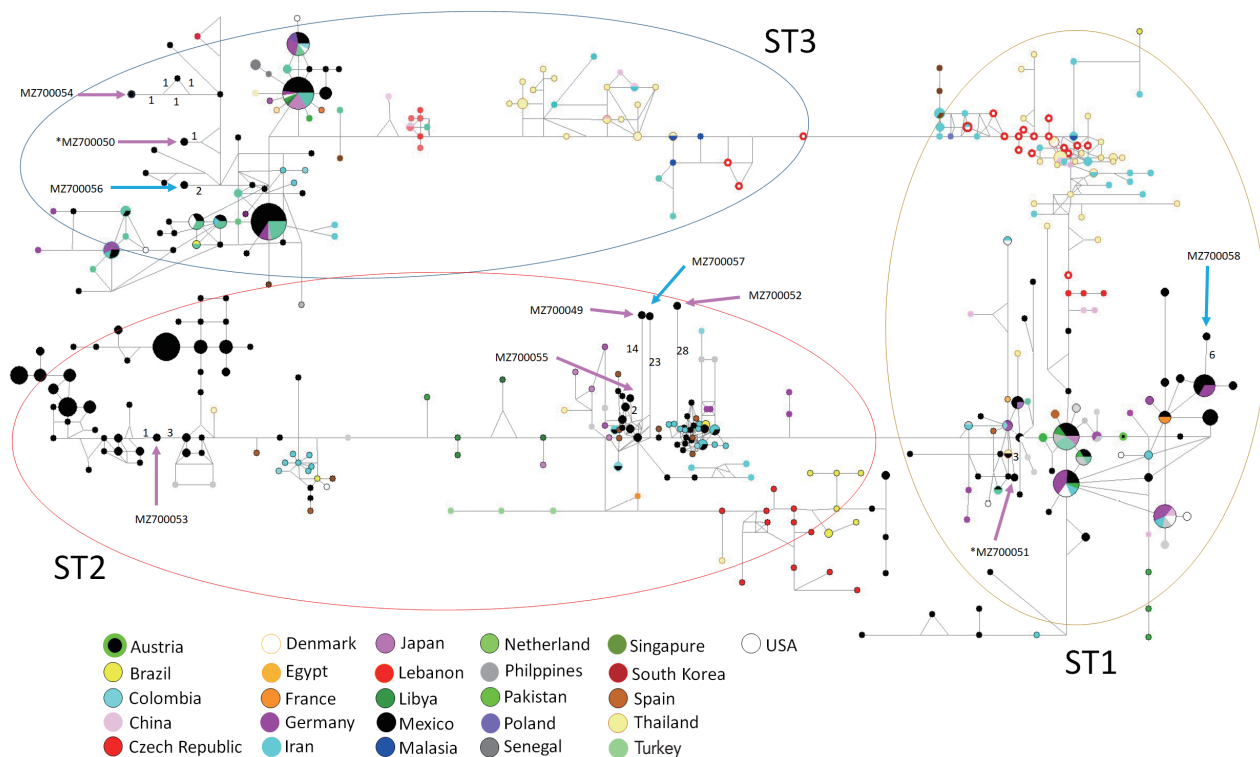 ST3
MZ700054
1
1
1
1
*MZ700050
1
MZ700056
2
MZ700057
MZ700058
MZ700049
MZ700052
14
23
28
6
MZ700055
2
1
3
3
MZ700053
*MZ700051
ST2
ST1
Austria
Denmark
Japan
Netherland
Singapure
USA
Brazil
Egypt
Lebanon
Philppines
South Korea
Colombia
France
Libya
Pakistan
Spain
China
Germany
Mexico
Poland
Thailand
Czech Republic
Iran
Malasia
Senegal
Turkey